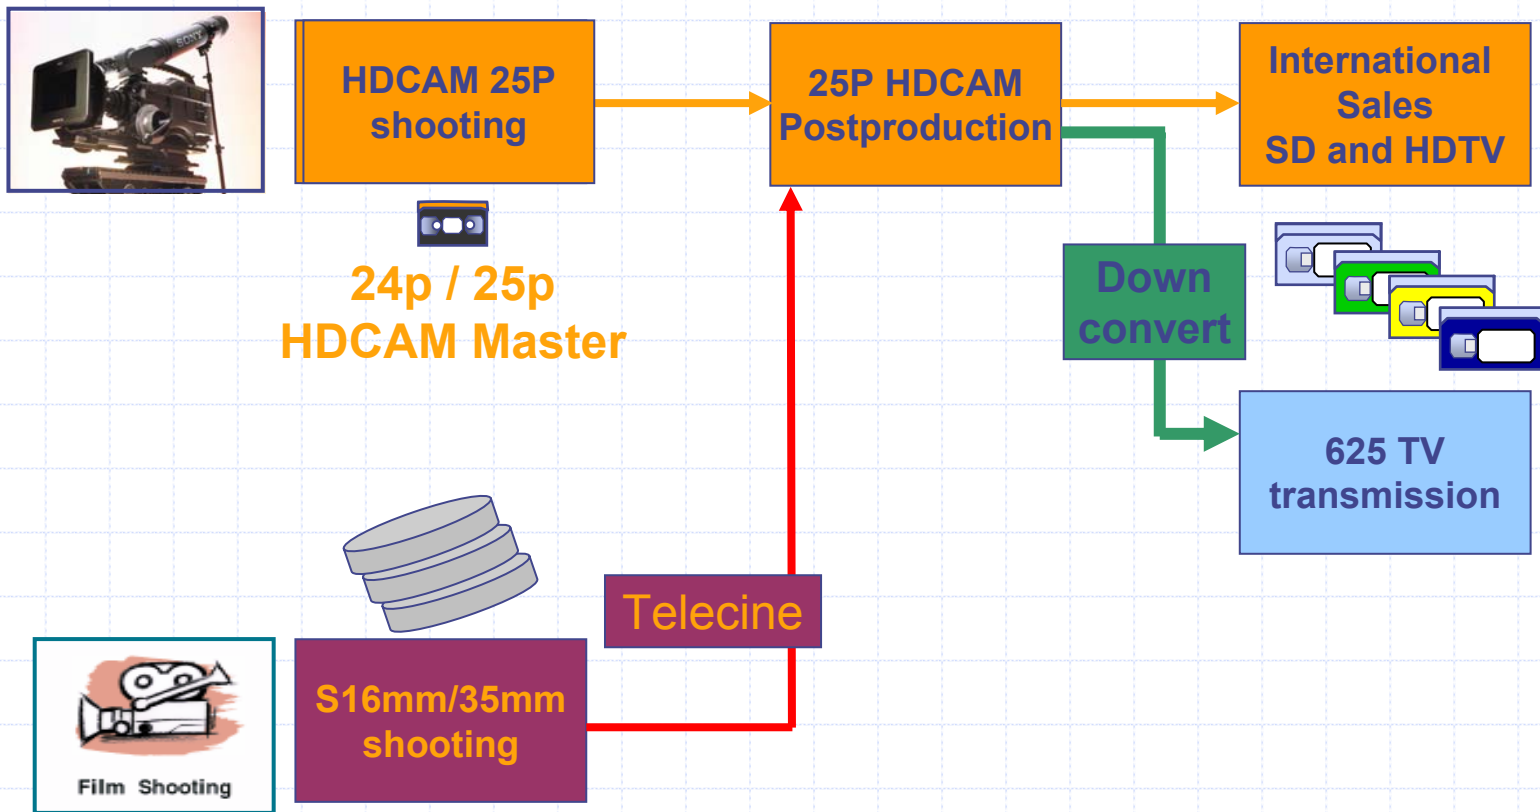 SONY
HDCAM 25P
shooting
25P HDCAM
Postproduction
International
Sales
SD and HDTV
24p / 25p
HDCAM Master
Down
convert
625 TV
transmission
Telecine
S16mm/35mm
shooting
Film Shooting